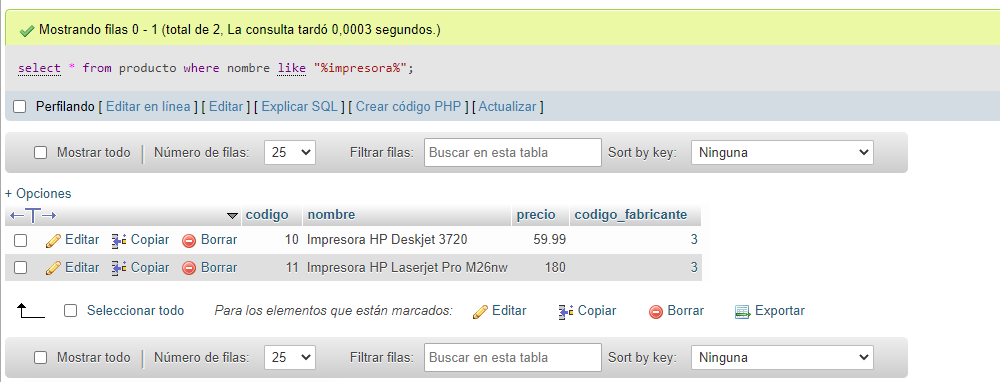 Mostrando filas 0 - 1 (total de 2, La consulta tardó 0,0003 segundos.)
select * from producto where nombre like "%impresora%";
Perfilando [ Editar en línea ] [ Editar ] [ Explicar SQL ] [ Crear código PHP ] [ Actualizar ]
Mostrar todo Número de filas: 25 Filtrar filas: Buscar en esta tabla Sort by key: Ninguna
+ Opciones
codigo nombre precio codigo_fabricante
Editar Copiar Borrar 10 Impresora HP Deskjet 3720 59.99 3
Editar Copiar Borrar 11 Impresora HP Laserjet Pro M26nw 180 3
Seleccionar todo Para los elementos que están marcados: Editar Copiar Borrar Exportar
Mostrar todo Número de filas: 25 Filtrar filas: Buscar en esta tabla Sort by key: Ninguna